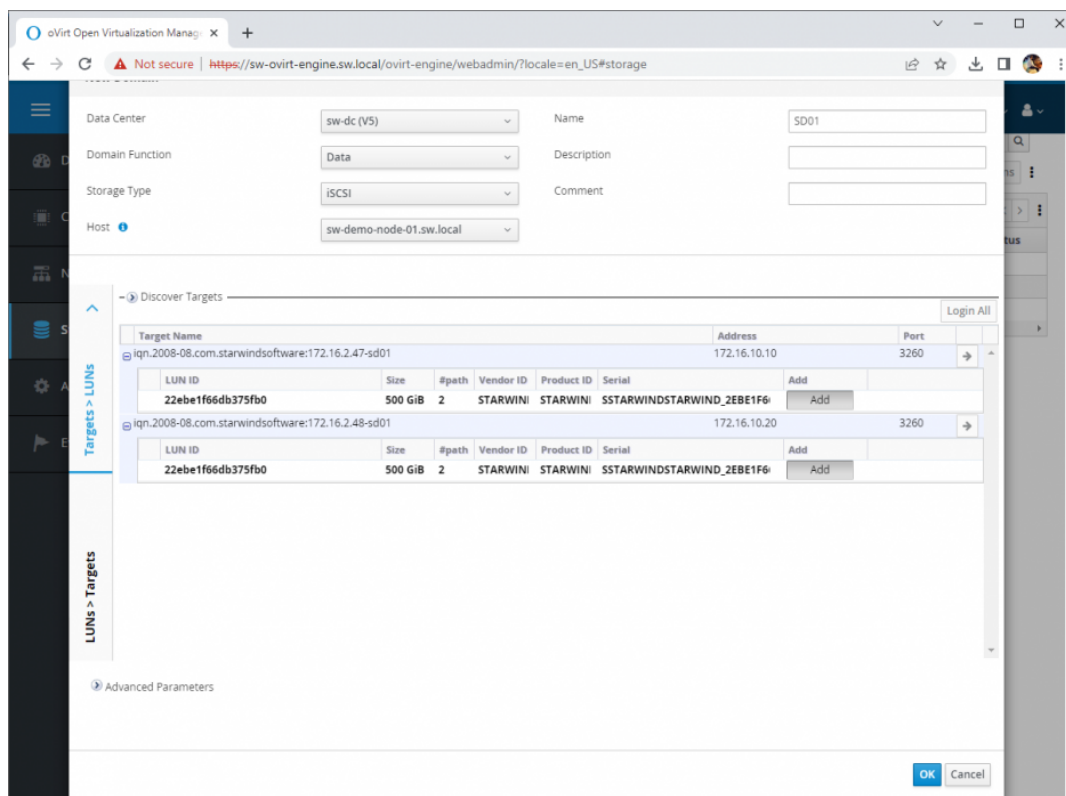 oVirt Open Virtualization Manag
Not secure | https://sw-ovirt-engine.sw.local/ovirt-engine/webadmin/?locale=en_US#storage
Data Center sw-dc (V5) Name SD01
Domain Function Data Description
Storage Type iSCSI Comment
Host sw-demo-node-01.sw.local
Discover Targets
Login All
Target Name Address Port
iqn.2008-08.com.starwindsoftware:172.16.2.47-sd01 172.16.10.10 3260
LUN ID Size #path Vendor ID Product ID Serial Add
22ebe1f66db375fb0 500 GiB 2 STARWINI STARWINI SSTARWINDSTARWIND_2EBE1F6 Add
iqn.2008-08.com.starwindsoftware:172.16.2.48-sd01 172.16.10.20 3260
LUN ID Size #path Vendor ID Product ID Serial Add
22ebe1f66db375fb0 500 GiB 2 STARWINI STARWINI SSTARWINDSTARWIND_2EBE1F6 Add
Targets > LUNs
LUNs > Targets
Advanced Parameters
OK Cancel
D
C
N
S
A
E
ns
tus